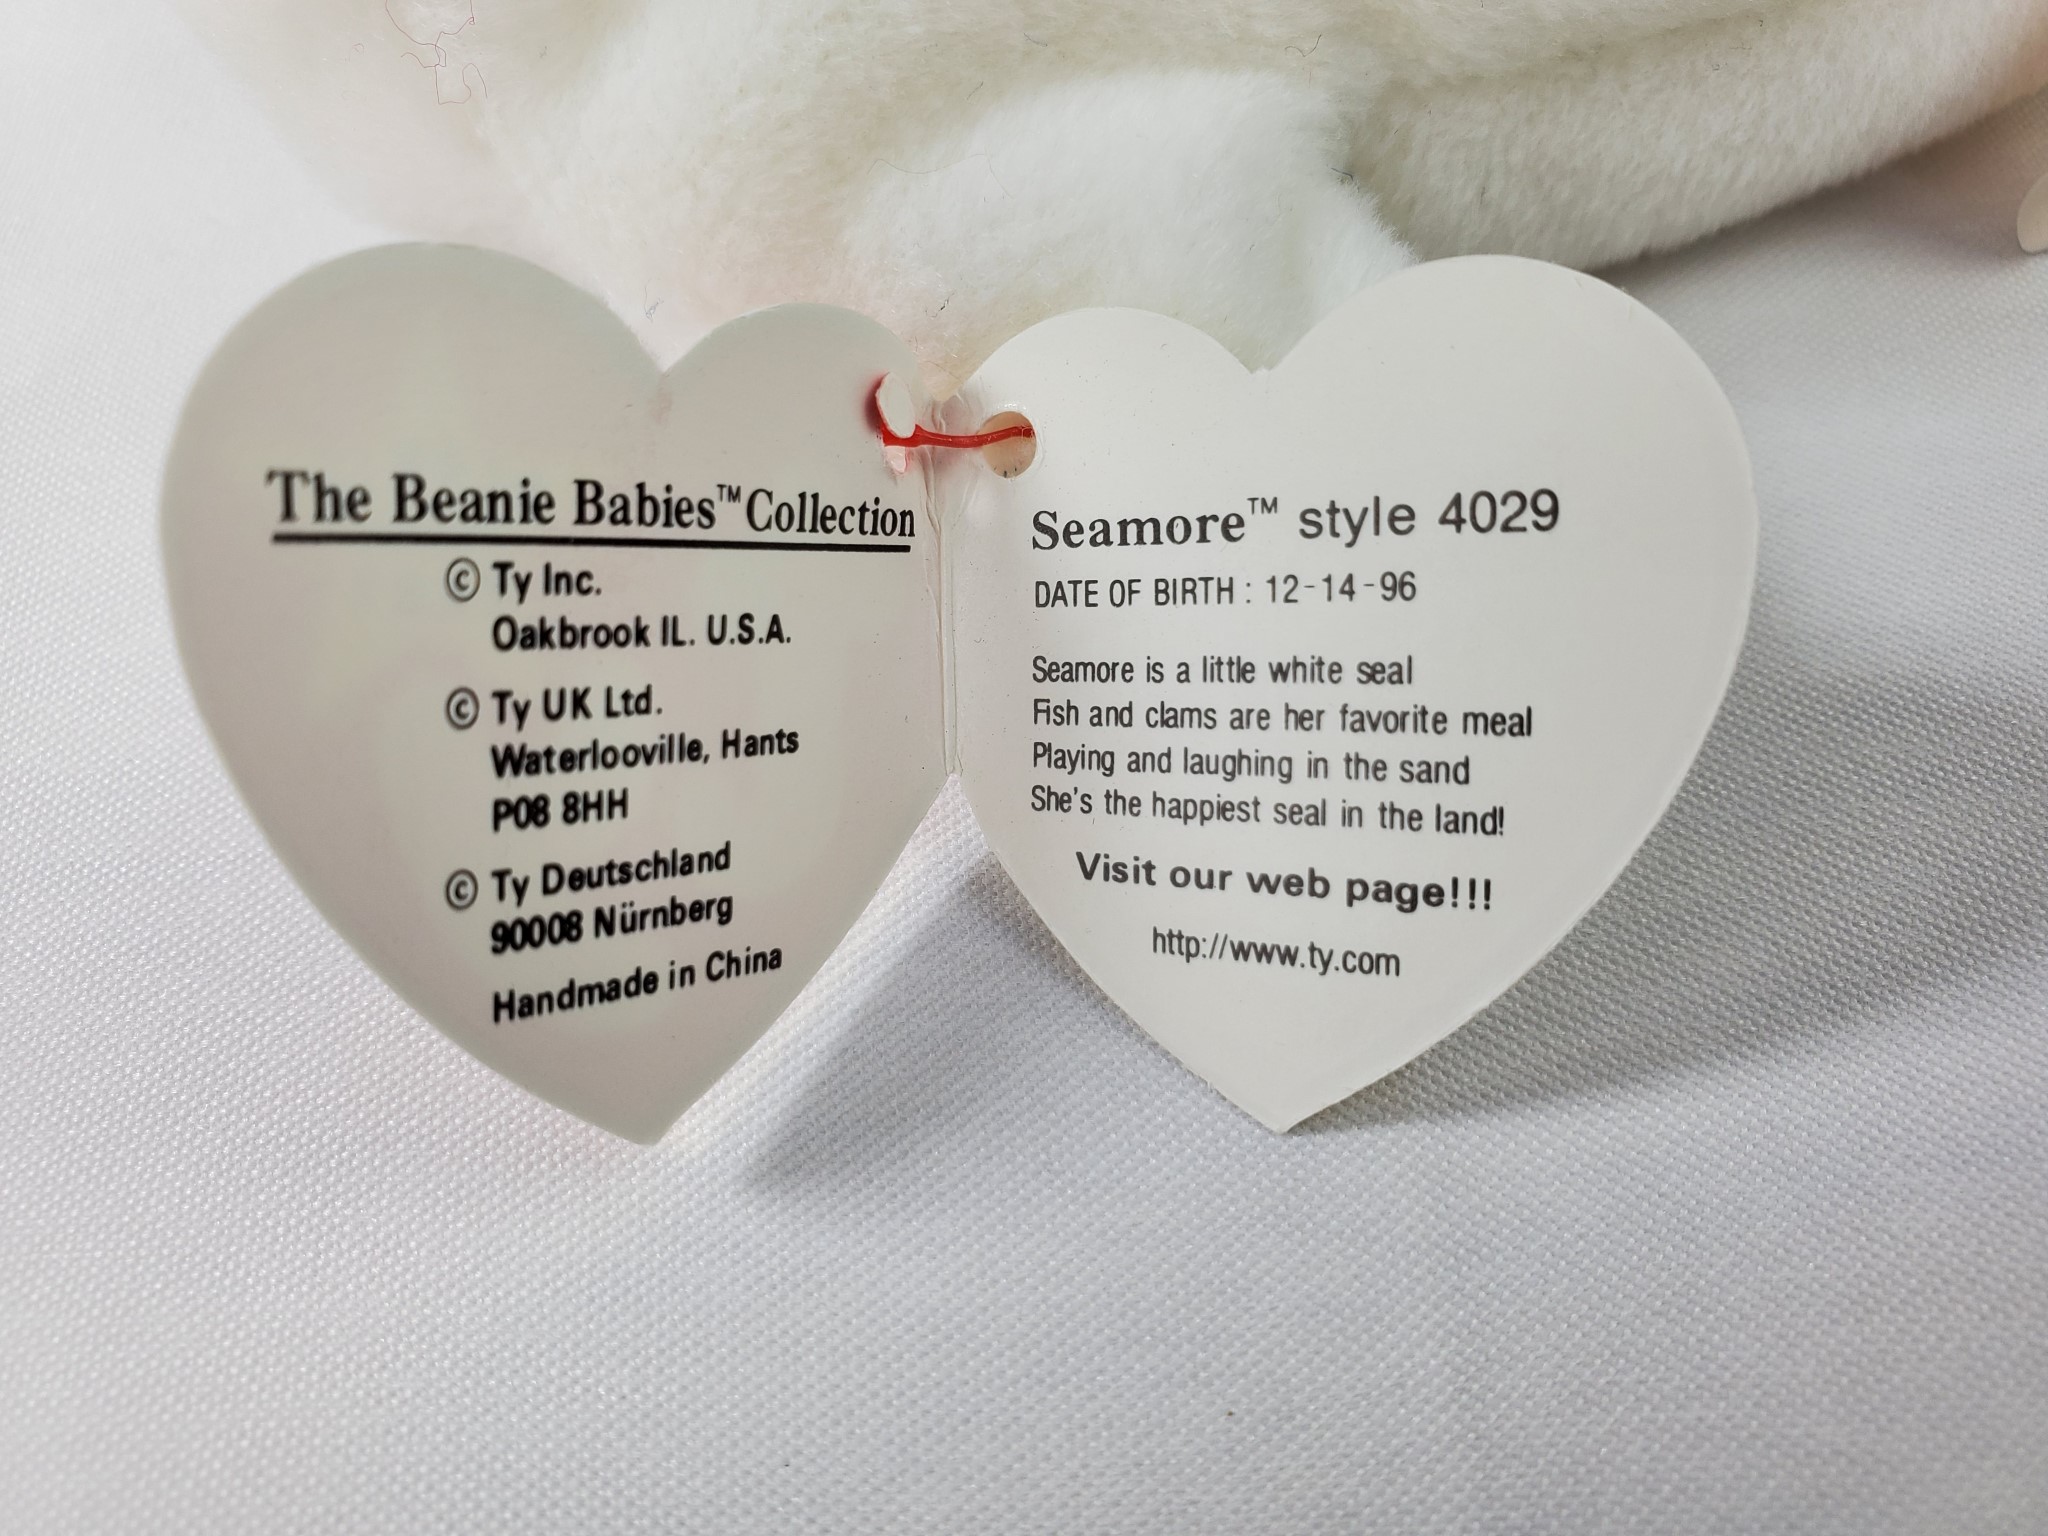 The Beanie Babies™ Collection
© Ty Inc.
Oakbrook IL. U.S.A.
© Ty UK Ltd.
Waterlooville, Hants
P08 8HH
© Ty Deutschland
90008 Nürnberg
Handmade in China
Seamore™ style 4029
DATE OF BIRTH : 12-14-96
Seamore is a little white seal
Fish and clams are her favorite meal
Playing and laughing in the sand
She's the happiest seal in the land!
Visit our web page!!!
http://www.ty.com